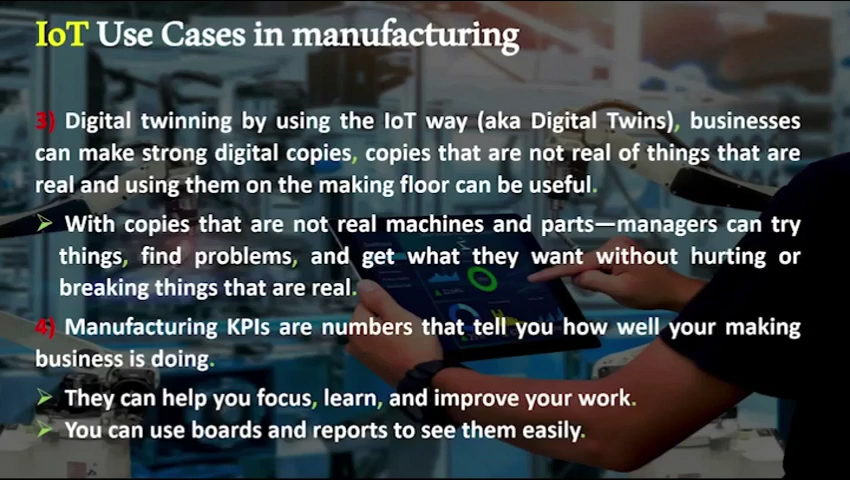 IoT Use Cases in manufacturing
3) Digital twinning by using the IoT way (aka Digital Twins), businesses
can make strong digital copies, copies that are not real of things that are
real and using them on the making floor can be useful.
➢ With copies that are not real machines and parts—managers can try
things, find problems, and get what they want without hurting or
breaking things that are real.
4) Manufacturing KPIs are numbers that tell you how well your making
business is doing.
➢ They can help you focus, learn, and improve your work.
➢ You can use boards and reports to see them easily.